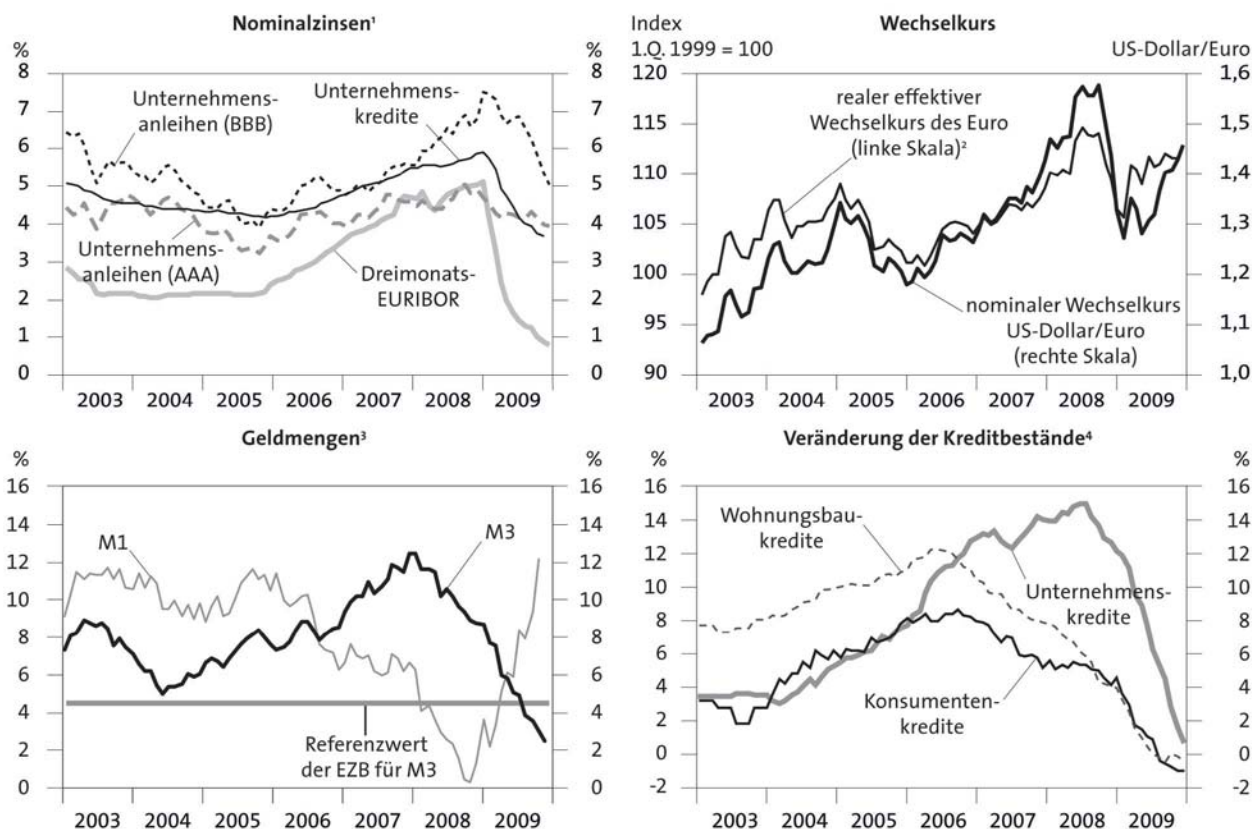 Nominalzinsen¹
%
%
8
8
7
7
6
6
5
5
4
4
3
3
2
2
1
1
0
0
Unternehmens-
anleihen (BBB)
Unternehmens-
kredite
Unternehmens-
anleihen (AAA)
Dreimonats-
EURIBOR
2003 2004 2005 2006 2007 2008 2009
Wechselkurs
Index
1.Q. 1999 = 100
US-Dollar/Euro
120
1,6
115
1,5
110
1,4
105
1,3
100
1,2
95
1,1
90
1,0
realer effektiver
Wechselkurs des Euro
(linke Skala)²
nominaler Wechselkurs
US-Dollar/Euro
(rechte Skala)
2003 2004 2005 2006 2007 2008 2009
Geldmengen³
%
%
16
16
14
14
12
12
10
10
8
8
6
6
4
4
2
2
0
0
M1
M3
Referenzwert
der EZB für M3
2003 2004 2005 2006 2007 2008 2009
Veränderung der Kreditbestände⁴
%
%
16
16
14
14
12
12
10
10
8
8
6
6
4
4
2
2
0
0
-2
-2
Wohnungsbau-
kredite
Unternehmens-
kredite
Konsumenten-
kredite
2003 2004 2005 2006 2007 2008 2009